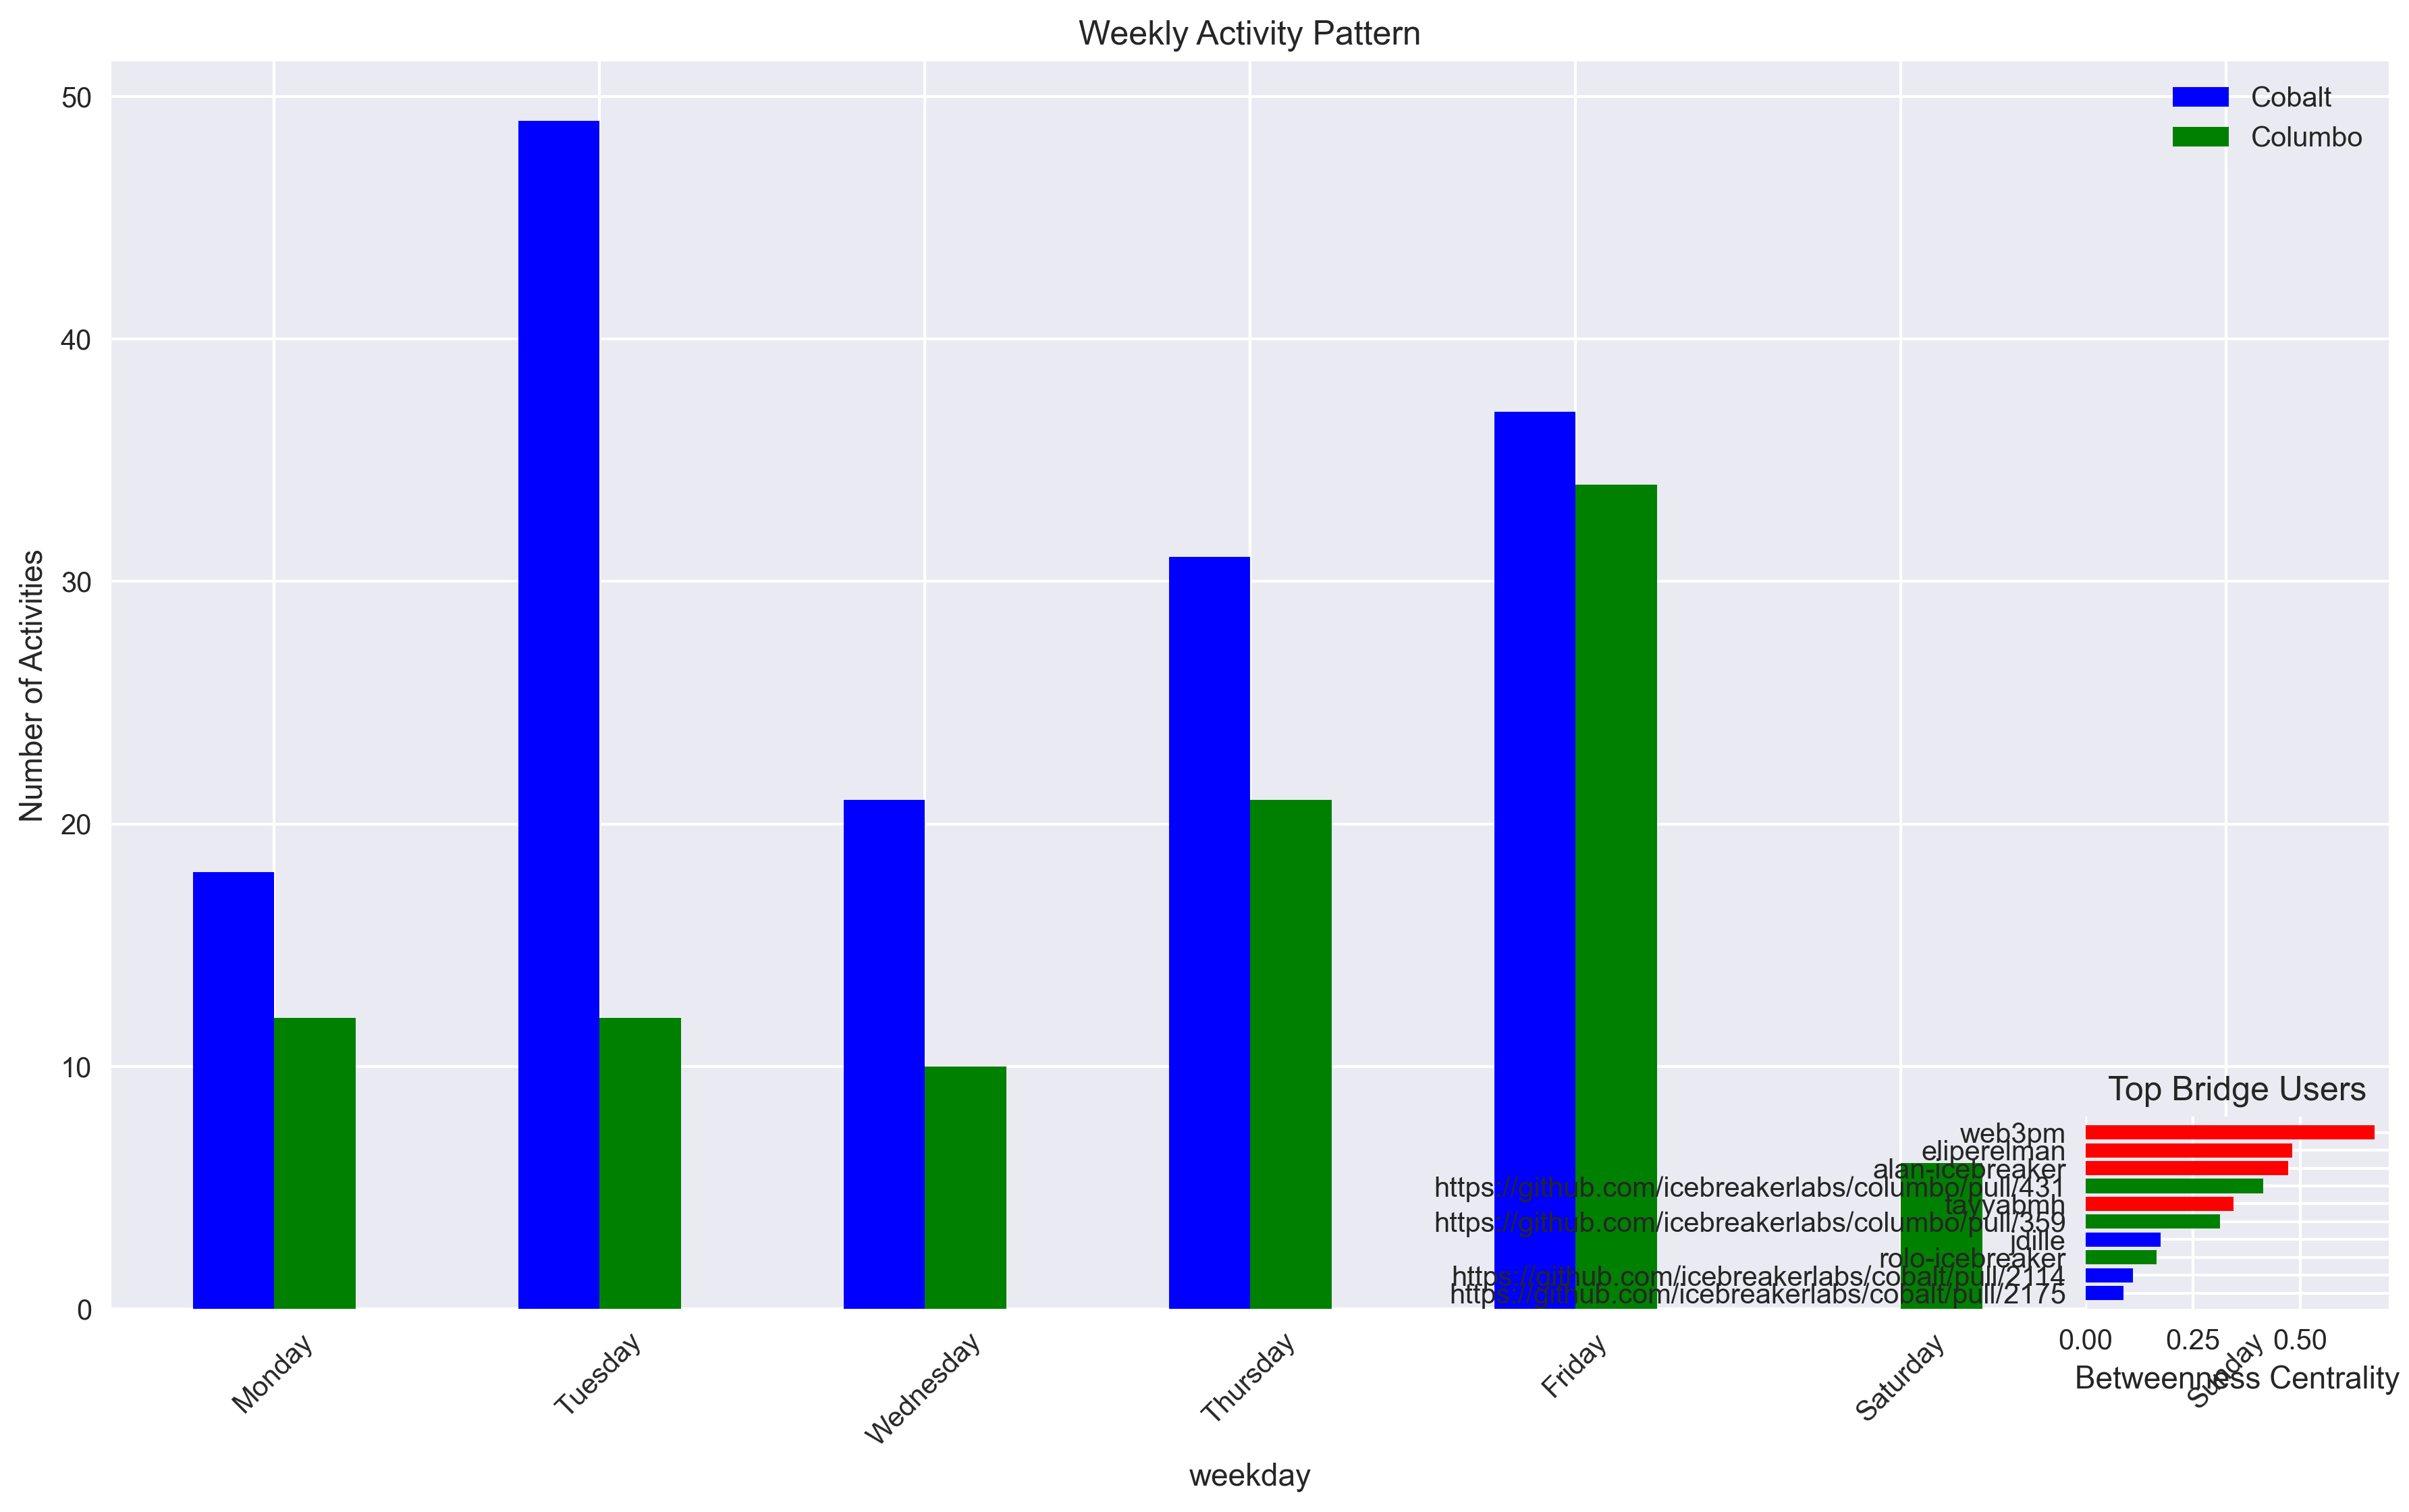 Weekly Activity Pattern
50
40
30
20
10
0
Number of Activities
Cobalt
Columbo
Top Bridge Users
web3pm
eliperelman
alan-icebreaker
https://github.com/icebreakerlabs/columbo/pull/431
tayyabmh
https://github.com/icebreakerlabs/columbo/pull/359
jdille
rolo-icebreaker
https://github.com/icebreakerlabs/cobalt/pull/2114
https://github.com/icebreakerlabs/cobalt/pull/2175
0.00 0.25 0.50
Betweenness Centrality
Monday Tuesday Wednesday Thursday Friday Saturday Sunday
weekday